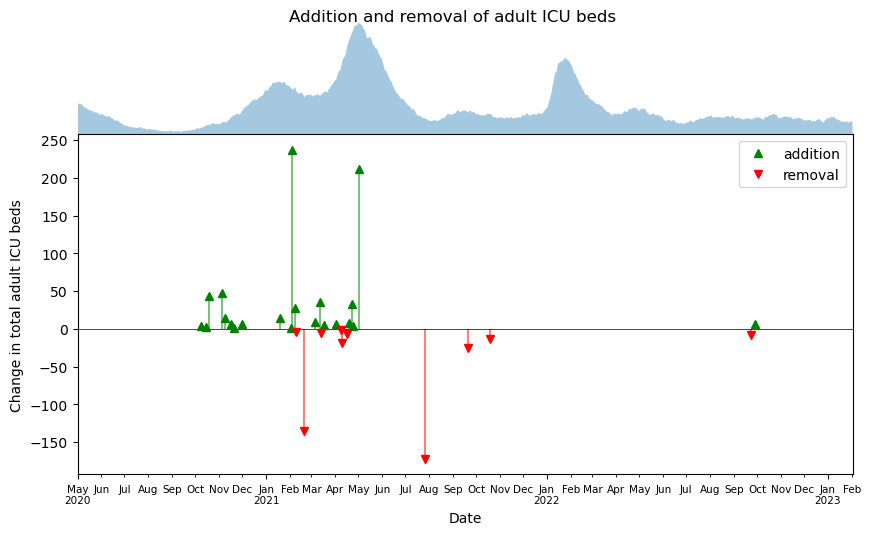 Addition and removal of adult ICU beds
250
200
150
100
50
0
−50
−100
−150
Change in total adult ICU beds
addition
removal
May Jun Jul Aug Sep Oct Nov Dec Jan Feb Mar Apr May Jun Jul Aug Sep Oct Nov Dec Jan Feb Mar Apr May Jun Jul Aug Sep Oct Nov Dec Jan Feb
2020 2021 2022 2023
Date